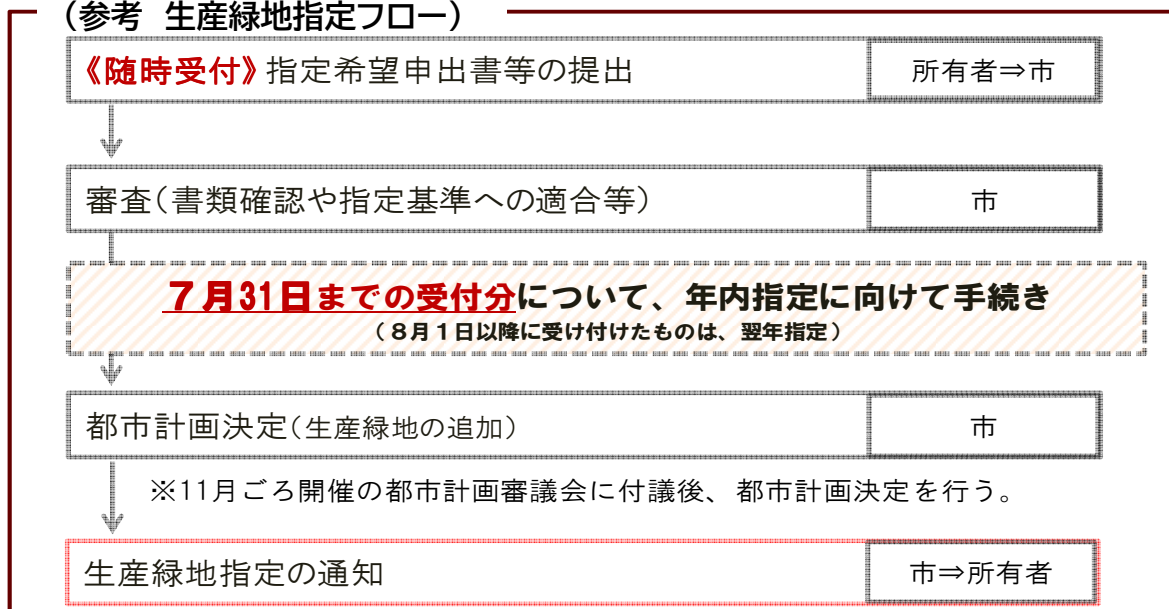 (参考 生産緑地指定フロー)
《随時受付》指定希望申出書等の提出 所有者⇒市
審査(書類確認や指定基準への適合等) 市
7月31日までの受付分について、年内指定に向けて手続き
(8月1日以降に受け付けたものは、翌年指定)
都市計画決定(生産緑地の追加) 市
※11月ごろ開催の都市計画審議会に付議後、都市計画決定を行う。
生産緑地指定の通知 市⇒所有者